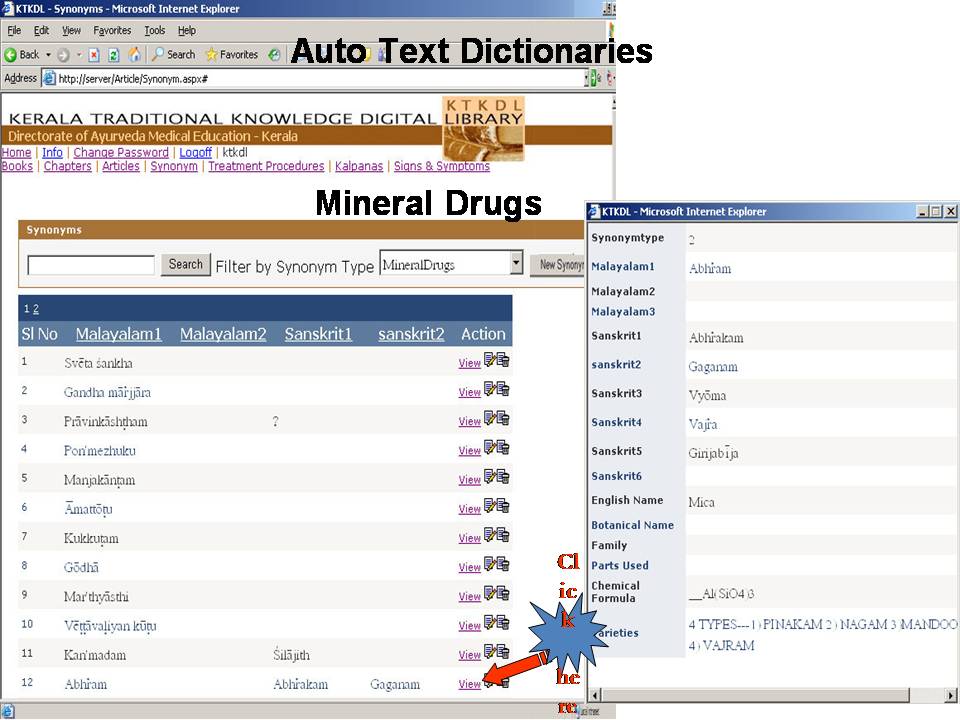 KTKDL - Synonyms - Microsoft Internet Explorer
File Edit View Favorites Tools Help
Auto Text Dictionaries
Back Search Favorites
Address http://server/Article/Synonym.aspx#
KERALA TRADITIONAL KNOWLEDGE DIGITAL LIBRARY
KTKDL
Directorate of Ayurveda Medical Education - Kerala
Home | Info | Change Password | Logoff | ktkdl
Books | Chapters | Articles | Synonym | Treatment Procedures | Kalpanas | Signs & Symptoms
Mineral Drugs
Synonyms
Search Filter by Synonym Type MineralDrugs New Synonym
1 2
Sl No Malayalam1 Malayalam2 Sanskrit1 sanskrit2 Action
1 Svēta śankha View
2 Gandha mārjjāra View
3 Prāvinkāshṭham ? View
4 Pon'mezhuku View
5 Manjakānṭam View
6 Āmattōṭu View
7 Kukkuṭam View
8 Gōdhā View
9 Mar'thyāsthi View
10 Vēṭṭāvaḷiyan kūṭu View
11 Kan'madam Śilājith View
12 Abhṙam Abhṙakam Gaganam View
Click here
KTKDL - Microsoft Internet Explorer
Synonymtype 2
Malayalam1 Abhṙam
Malayalam2
Malayalam3
Sanskrit1 Abhṙakam
sanskrit2 Gaganam
Sanskrit3 Vyōma
Sanskrit4 Vajṙa
Sanskrit5 Girijabīja
Sanskrit6
English Name Mica
Botanical Name
Family
Parts Used
Chemical Formula __Al(SiO4)3
Varieties 4 TYPES---1) PINAKAM 2) NAGAM 3)MANDOO
4) VAJRAM